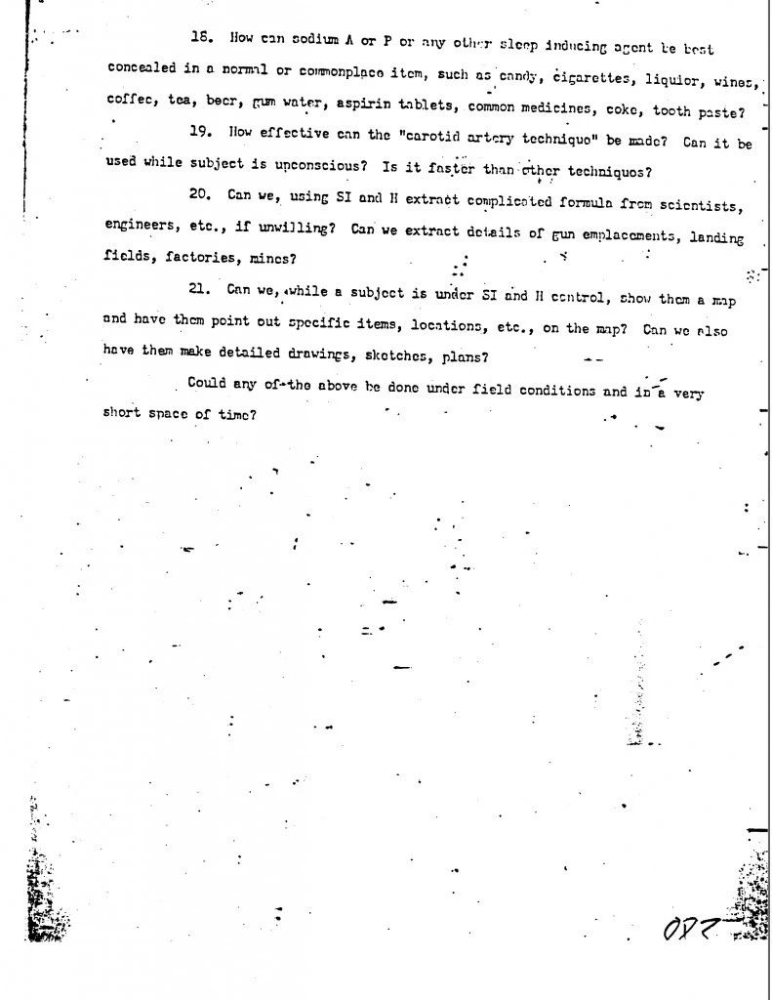 18. How can sodium A or P or any other sleep inducing agent be best
concealed in a normal or commonplace item, such as candy, cigarettes, liquior, wines,
coffee, tea, beer, gum water, aspirin tablets, common medicines, coke, tooth paste?
19. How effective can the "carotid artery technique" be made? Can it be
used while subject is unconscious? Is it faster than other techniques?
20. Can we, using SI and H extract complicated formula from scientists,
engineers, etc., if unwilling? Can we extract details of gun emplacements, landing
fields, factories, mines?
21. Can we, while a subject is under SI and H control, show them a map
and have them point out specific items, locations, etc., on the map? Can we also
have them make detailed drawings, sketches, plans?
Could any of the above be done under field conditions and in a very
short space of time?